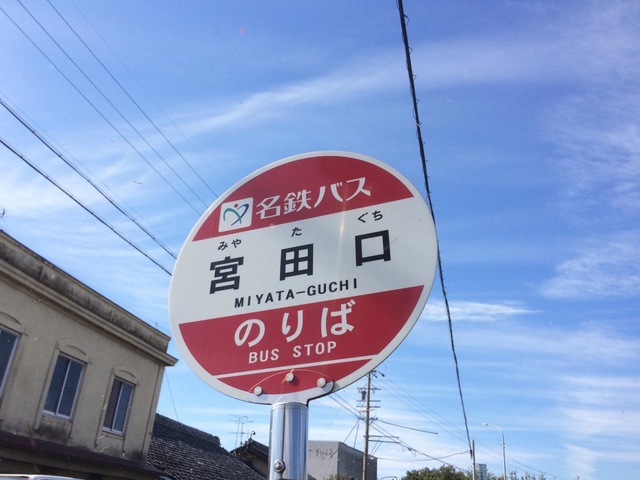 名鉄バス
みや た ぐち
宮田口
MIYATA-GUCHI
のりば
BUS STOP